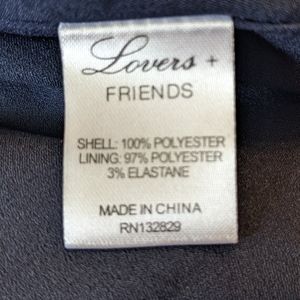 Lovers +
FRIENDS
SHELL: 100% POLYESTER
LINING: 97% POLYESTER
3% ELASTANE
MADE IN CHINA
RN132829